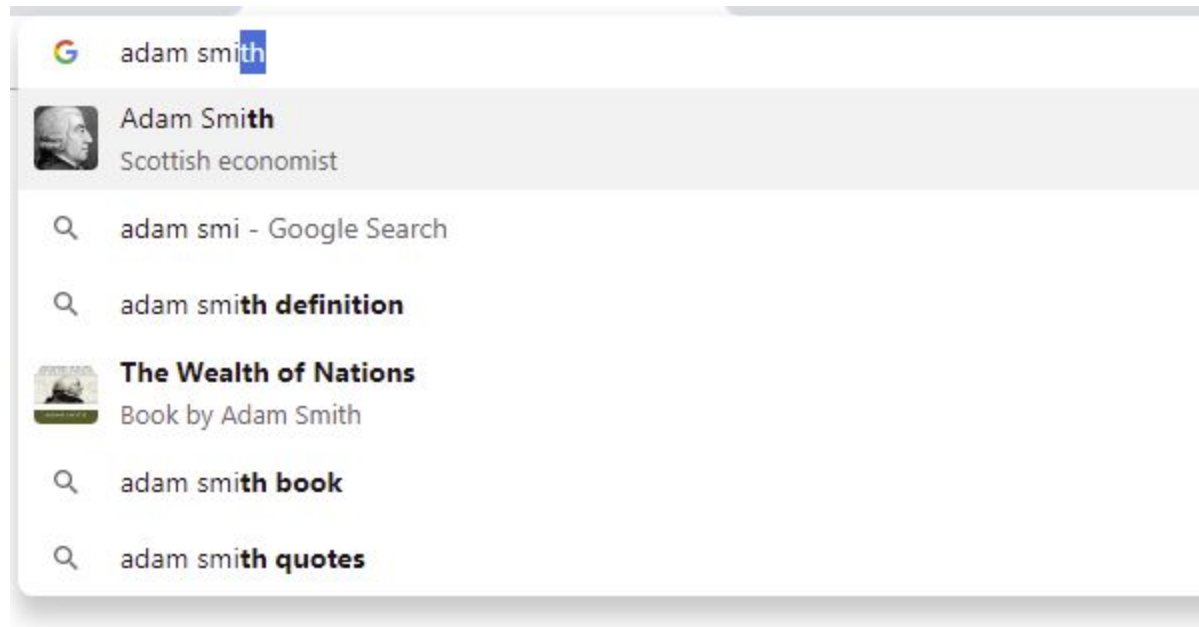 adam smith
Adam Smith
Scottish economist
adam smi - Google Search
adam smith definition
The Wealth of Nations
Book by Adam Smith
adam smith book
adam smith quotes